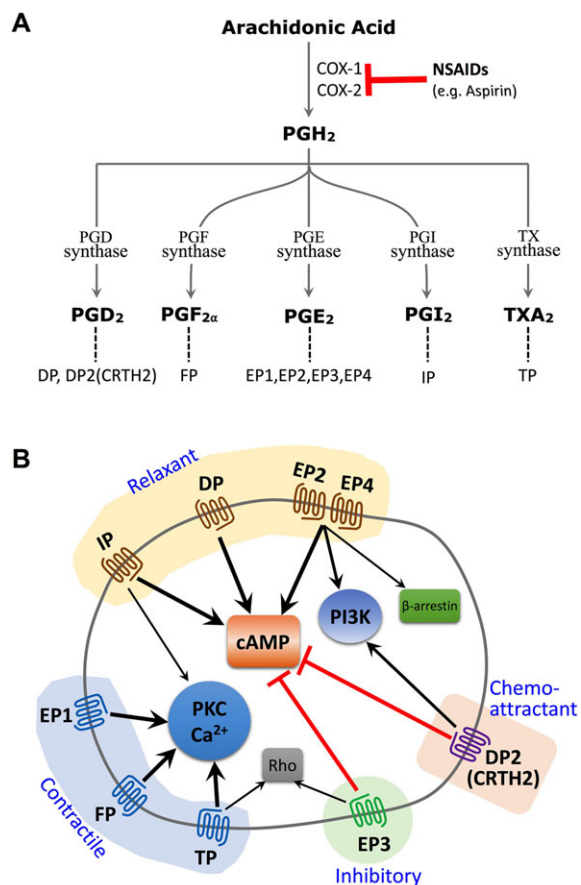 A
Arachidonic Acid
COX-1
COX-2
NSAIDs
(e.g. Aspirin)
PGH₂
PGD
synthase
PGF
synthase
PGE
synthase
PGI
synthase
TX
synthase
PGD₂
PGF₂α
PGE₂
PGI₂
TXA₂
DP, DP2(CRTH2)
FP
EP1,EP2,EP3,EP4
IP
TP
B
Relaxant
IP
DP
EP2
EP4
cAMP
PI3K
β-arrestin
PKC
Ca²⁺
Rho
EP1
FP
TP
Contractile
EP3
Inhibitory
Chemo-
attractant
DP2
(CRTH2)